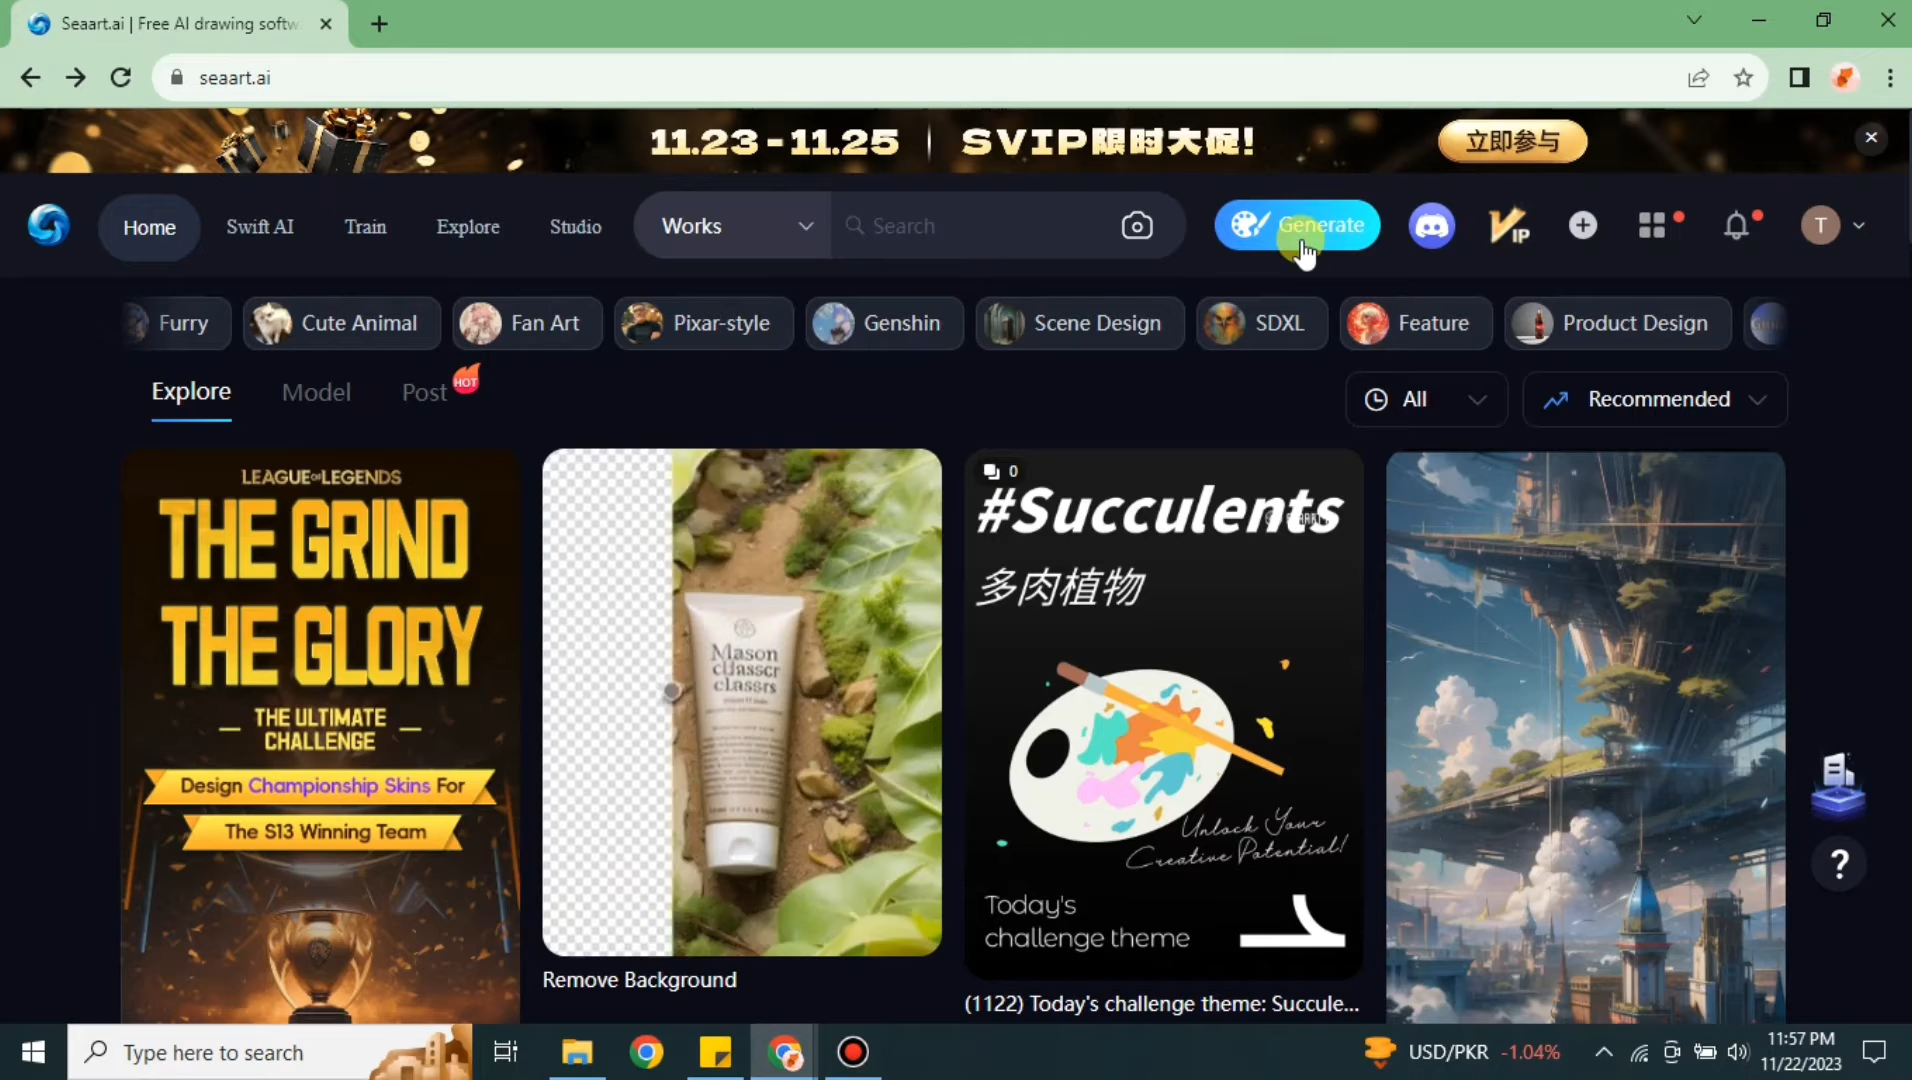 Seaart.ai | Free AI drawing softw
seaart.ai
11.23-11.25 | SVIP限时大促!
立即参与
Home
Swift AI
Train
Explore
Studio
Works
Search
Generate
VIP
T
Furry
Cute Animal
Fan Art
Pixar-style
Genshin
Scene Design
SDXL
Feature
Product Design
Explore
Model
Post
HOT
All
Recommended
LEAGUE OF LEGENDS
THE GRIND
THE GLORY
THE ULTIMATE
CHALLENGE
Design Championship Skins For
The S13 Winning Team
Mason
classrs
Remove Background
0
#Succulents
多肉植物
Unlock Your
Creative Potential!
Today's
challenge theme
(1122) Today's challenge theme: Succule...
?
Type here to search
USD/PKR -1.04%
11:57 PM
11/22/2023